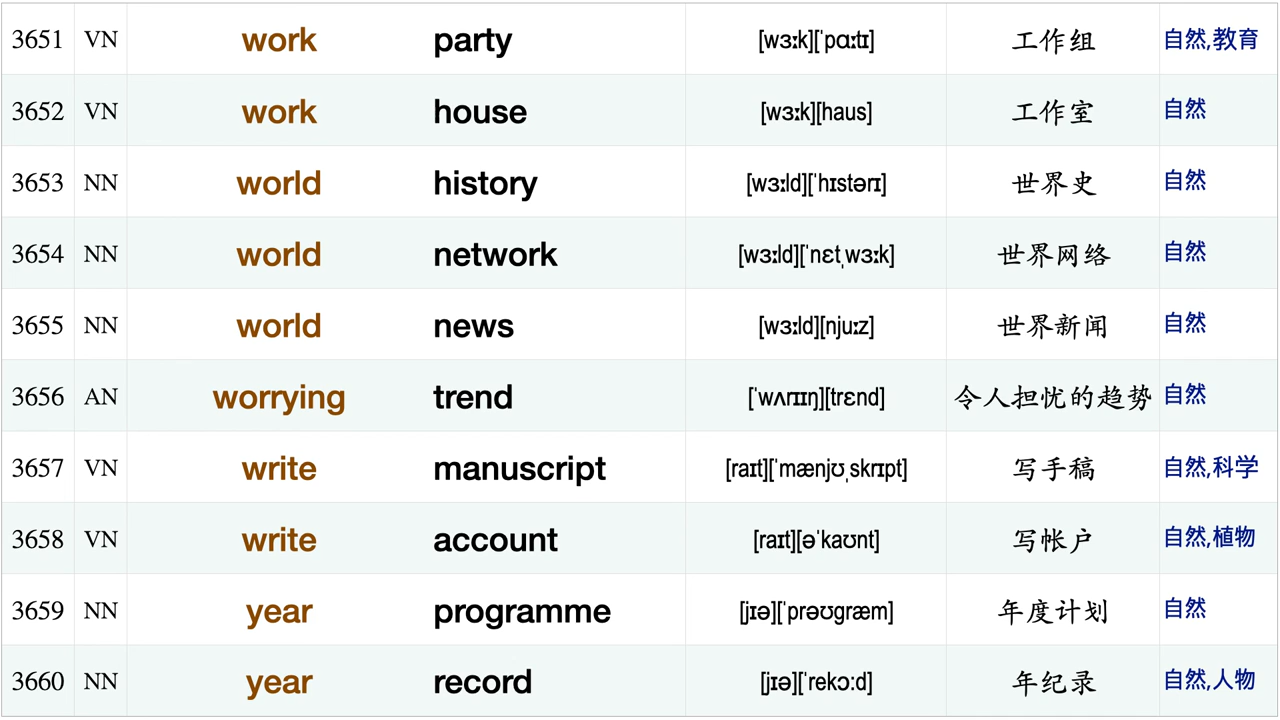 3651 VN work party [wɜːk][ˈpɑːtɪ] 工作组 自然,教育
3652 VN work house [wɜːk][haus] 工作室 自然
3653 NN world history [wɜːld][ˈhɪstərɪ] 世界史 自然
3654 NN world network [wɜːld][ˈnɛtˌwɜːk] 世界网络 自然
3655 NN world news [wɜːld][njuːz] 世界新闻 自然
3656 AN worrying trend [ˈwʌrɪɪŋ][trɛnd] 令人担忧的趋势 自然
3657 VN write manuscript [raɪt][ˈmænjʊˌskrɪpt] 写手稿 自然,科学
3658 VN write account [raɪt][əˈkaʊnt] 写帐户 自然,植物
3659 NN year programme [jɪə][ˈprəʊɡræm] 年度计划 自然
3660 NN year record [jɪə][ˈrekɔ:d] 年纪录 自然,人物